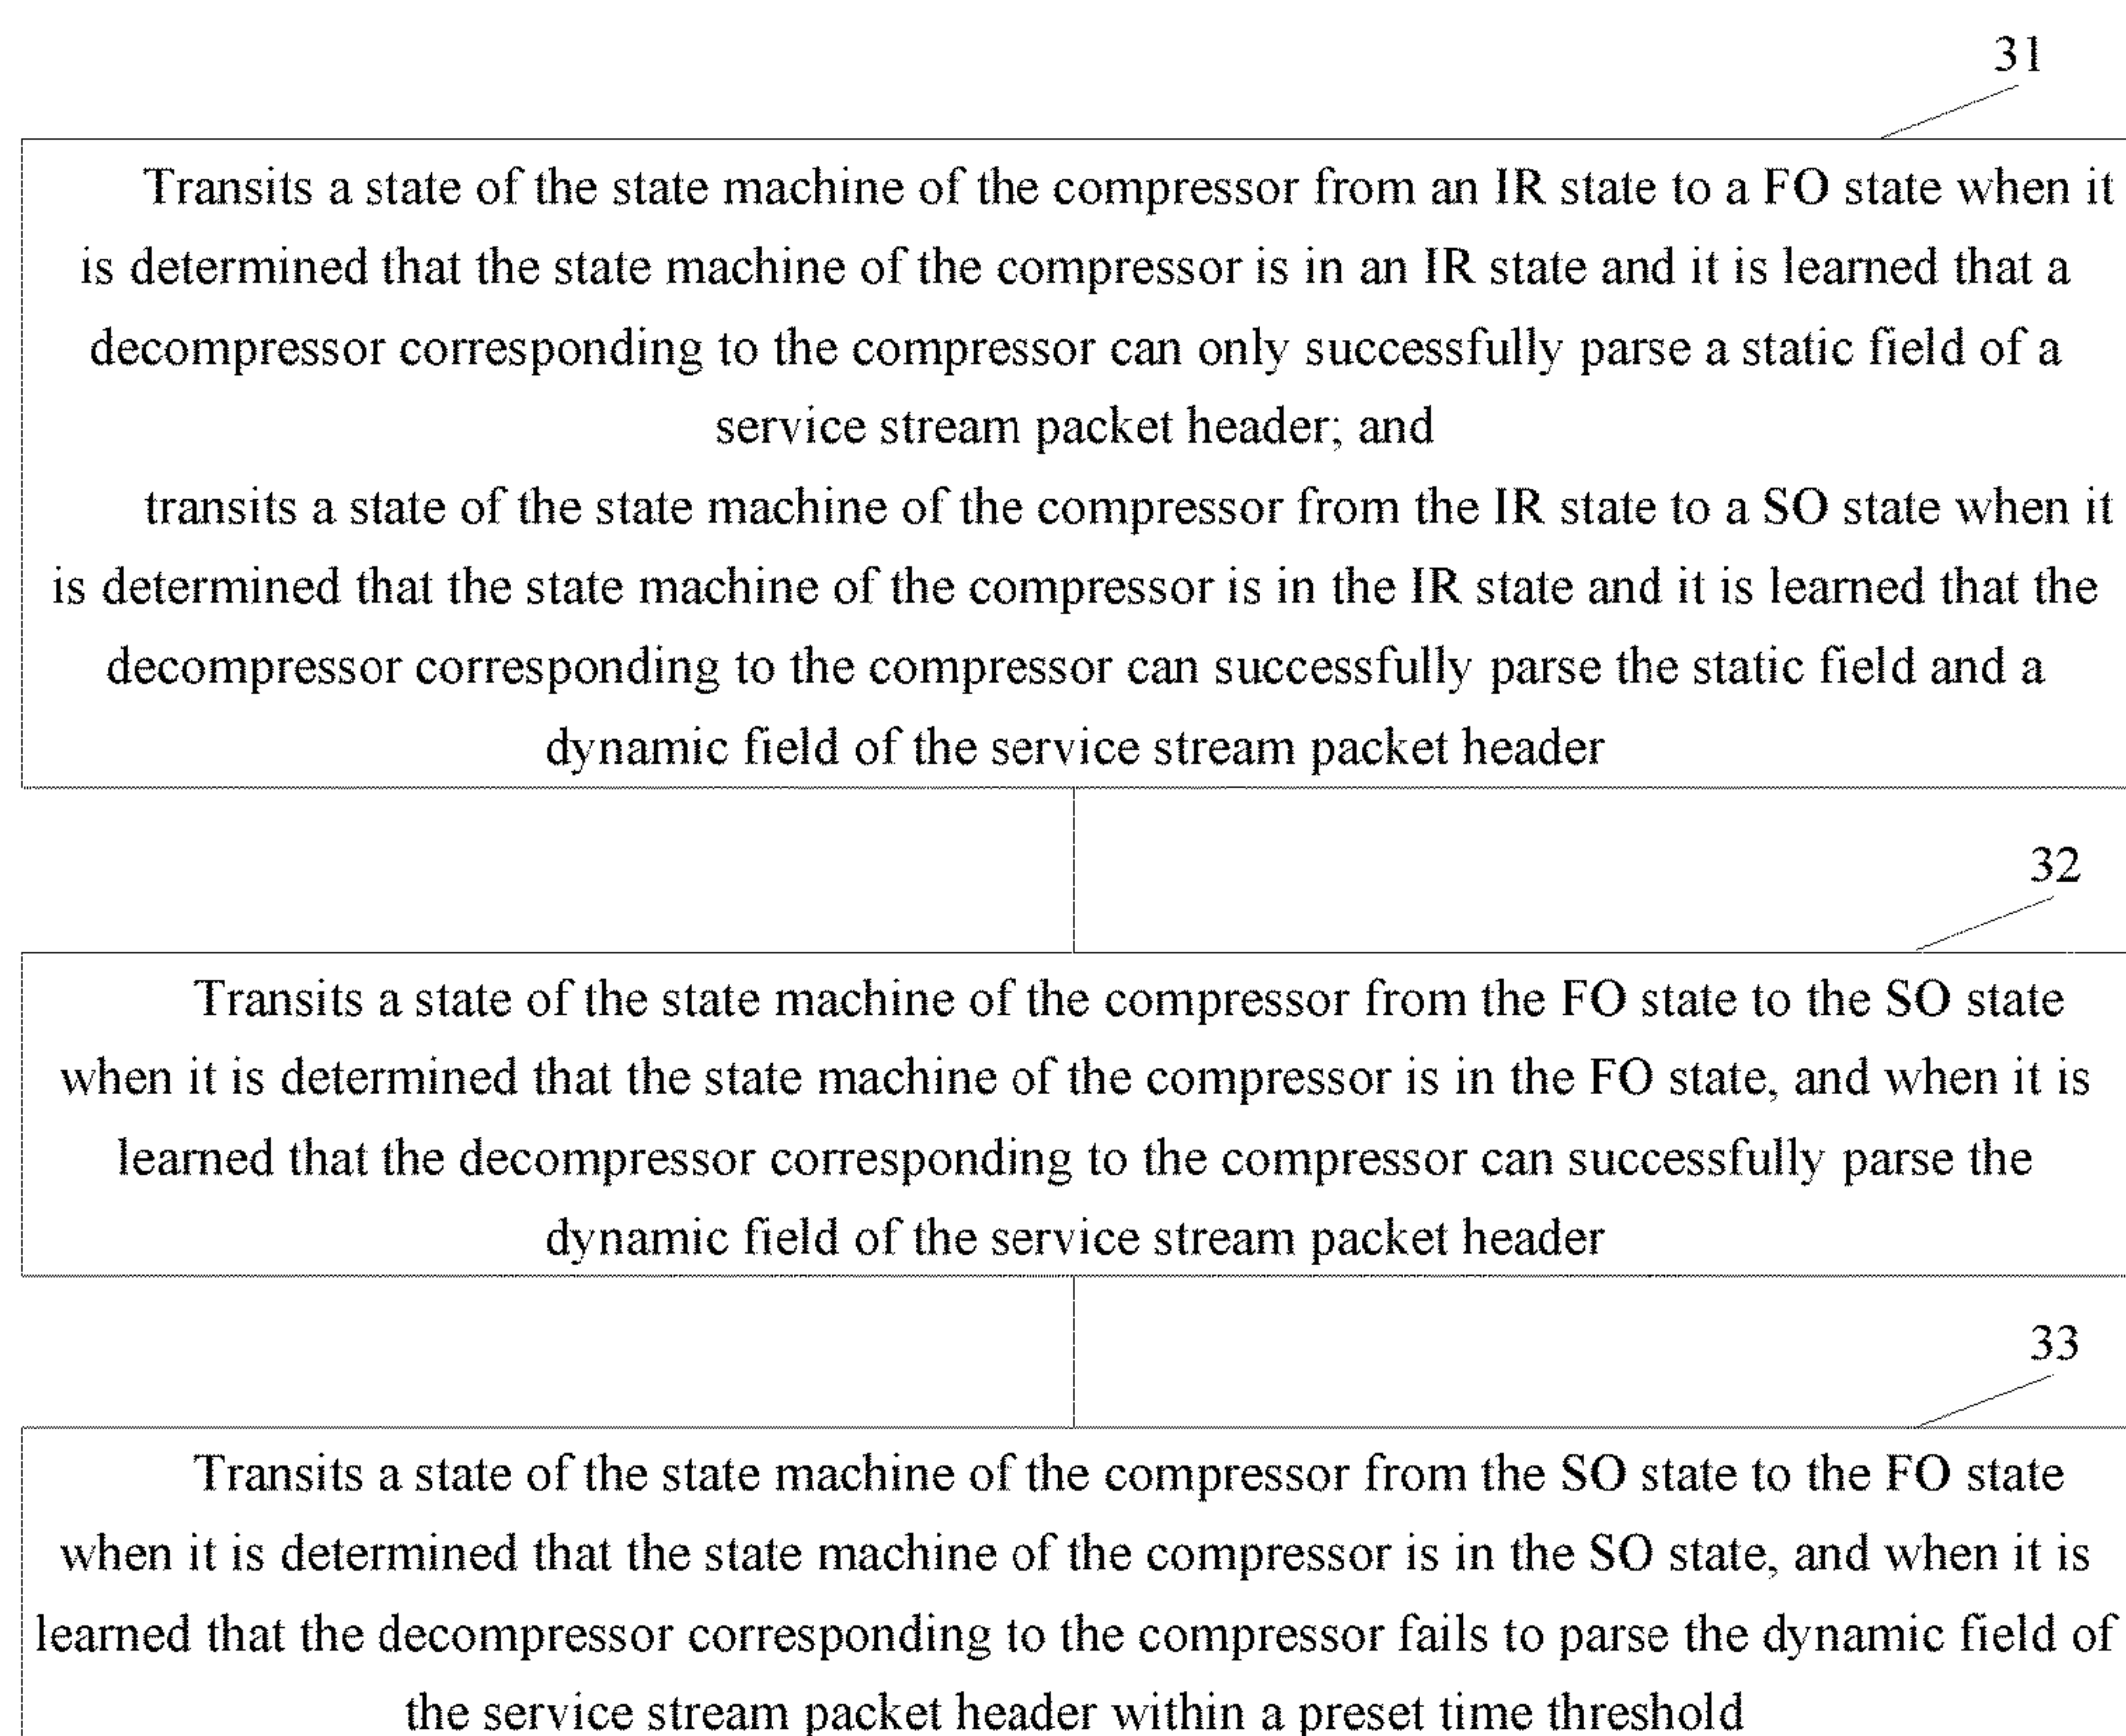 31
Transits a state of the state machine of the compressor from an IR state to a FO state when it
is determined that the state machine of the compressor is in an IR state and it is learned that a
decompressor corresponding to the compressor can only successfully parse a static field of a
service stream packet header; and
transits a state of the state machine of the compressor from the IR state to a SO state when it
is determined that the state machine of the compressor is in the IR state and it is learned that the
decompressor corresponding to the compressor can successfully parse the static field and a
dynamic field of the service stream packet header
32
Transits a state of the state machine of the compressor from the FO state to the SO state
when it is determined that the state machine of the compressor is in the FO state, and when it is
learned that the decompressor corresponding to the compressor can successfully parse the
dynamic field of the service stream packet header
33
Transits a state of the state machine of the compressor from the SO state to the FO state
when it is determined that the state machine of the compressor is in the SO state, and when it is
learned that the decompressor corresponding to the compressor fails to parse the dynamic field of
the service stream packet header within a preset time threshold